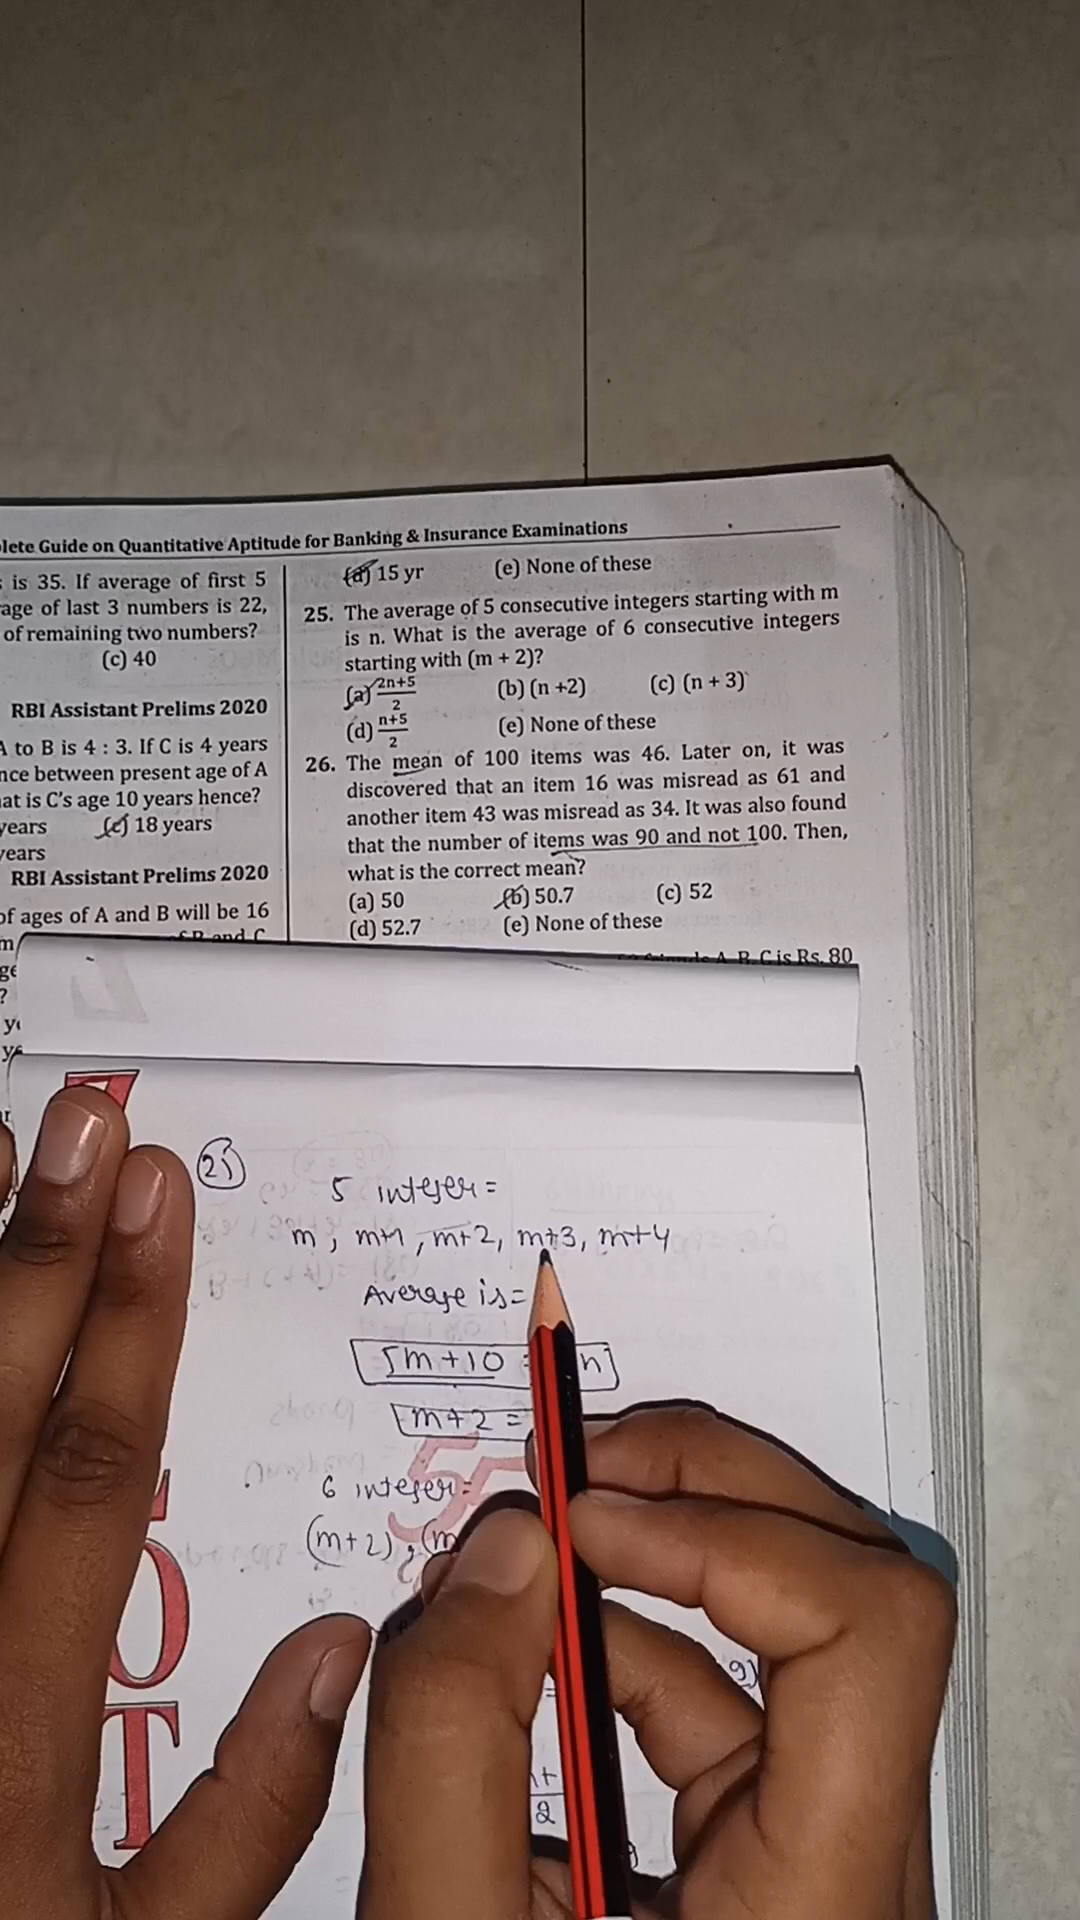 lete Guide on Quantitative Aptitude for Banking & Insurance Examinations
is 35. If average of first 5
age of last 3 numbers is 22,
of remaining two numbers?
(c) 40
RBI Assistant Prelims 2020
A to B is 4 : 3. If C is 4 years
nce between present age of A
at is C's age 10 years hence?
years (c) 18 years
years
RBI Assistant Prelims 2020
of ages of A and B will be 16
(d) 15 yr (e) None of these
25. The average of 5 consecutive integers starting with m
is n. What is the average of 6 consecutive integers
starting with (m + 2)?
(a) 2n+5/2 (b) (n +2) (c) (n + 3)
(d) n+5/2 (e) None of these
26. The mean of 100 items was 46. Later on, it was
discovered that an item 16 was misread as 61 and
another item 43 was misread as 34. It was also found
that the number of items was 90 and not 100. Then,
what is the correct mean?
(a) 50 (b) 50.7 (c) 52
(d) 52.7 (e) None of these
A, B, C is Rs. 80
5 integer =
m, m+1, m+2, m+3, m+4
Average is =
5m+10 = n
m+2 =
6 integer =
(m+2), (m
9)
2